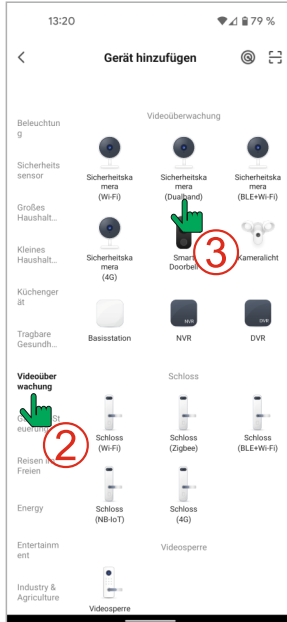 13:20
79 %
Gerät hinzufügen
Beleuchtun
g
Sicherheits
sensor
Großes
Haushalt...
Kleines
Haushalt...
Küchenger
ät
Tragbare
Gesundh...
Videoüber
wachung
2
Reisen im
Freien
Energy
Entertainm
ent
Industry &
Agriculture
Videoüberwachung
Sicherheitska
mera
(Wi-Fi)
Sicherheitska
mera
(Dualband)
Sicherheitska
mera
(BLE+Wi-Fi)
3
Sicherheitska
mera
(4G)
Smart
Doorbell
Kameralicht
Basisstation
NVR
NVR
DVR
DVR
Schloss
Schloss
(Wi-Fi)
Schloss
(Zigbee)
Schloss
(BLE+Wi-Fi)
Schloss
(NB-IoT)
Schloss
(4G)
Videosperre
Videosperre